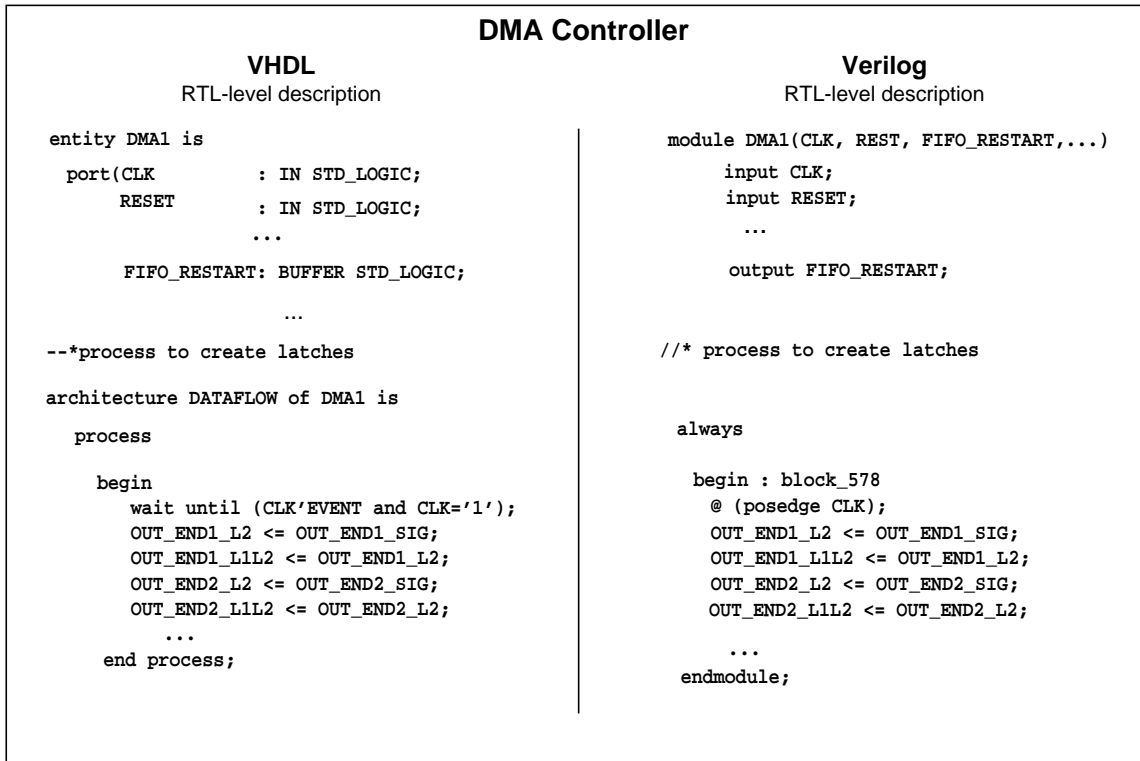 DMA Controller
VHDL
RTL-level description
entity DMA1 is
port(CLK : IN STD_LOGIC;
RESET : IN STD_LOGIC;
...
FIFO_RESTART: BUFFER STD_LOGIC;
...
--*process to create latches
architecture DATAFLOW of DMA1 is
process
begin
wait until (CLK’EVENT and CLK=’1’);
OUT_END1_L2 <= OUT_END1_SIG;
OUT_END1_L1L2 <= OUT_END1_L2;
OUT_END2_L2 <= OUT_END2_SIG;
OUT_END2_L1L2 <= OUT_END2_L2;
...
end process;
Verilog
RTL-level description
module DMA1(CLK, REST, FIFO_RESTART,...)
input CLK;
input RESET;
...
output FIFO_RESTART;
//* process to create latches
always
begin : block_578
@ (posedge CLK);
OUT_END1_L2 <= OUT_END1_SIG;
OUT_END1_L1L2 <= OUT_END1_L2;
OUT_END2_L2 <= OUT_END2_SIG;
OUT_END2_L1L2 <= OUT_END2_L2;
...
endmodule;